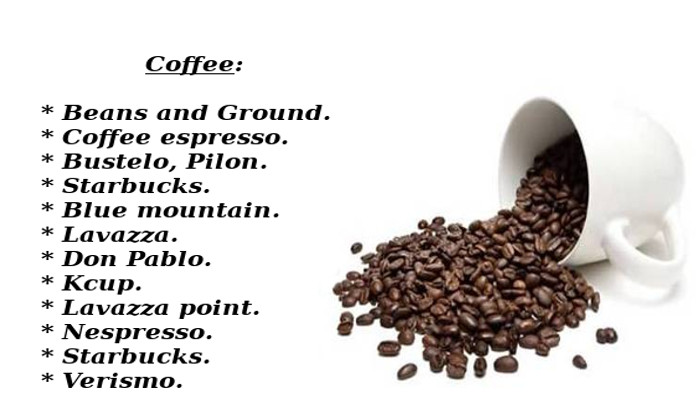 Coffee:
* Beans and Ground.
* Coffee espresso.
* Bustelo, Pilon.
* Starbucks.
* Blue mountain.
* Lavazza.
* Don Pablo.
* Kcup.
* Lavazza point.
* Nespresso.
* Starbucks.
* Verismo.